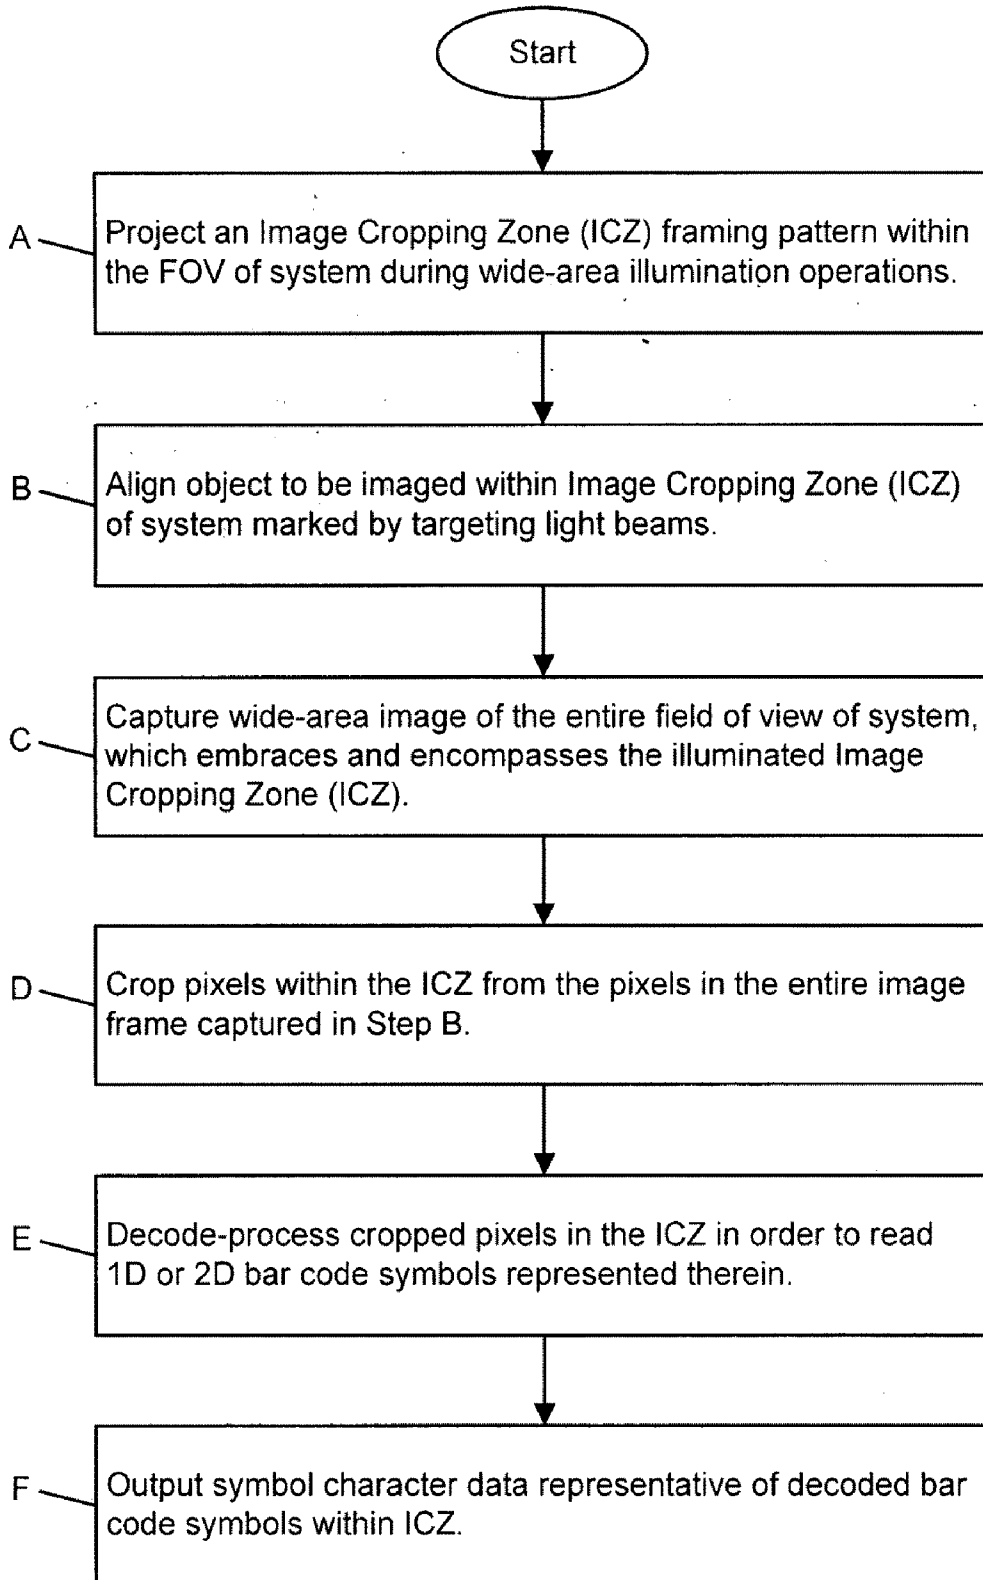 Start
A
Project an Image Cropping Zone (ICZ) framing pattern within
the FOV of system during wide-area illumination operations.
B
Align object to be imaged within Image Cropping Zone (ICZ)
of system marked by targeting light beams.
C
Capture wide-area image of the entire field of view of system,
which embraces and encompasses the illuminated Image
Cropping Zone (ICZ).
D
Crop pixels within the ICZ from the pixels in the entire image
frame captured in Step B.
E
Decode-process cropped pixels in the ICZ in order to read
1D or 2D bar code symbols represented therein.
F
Output symbol character data representative of decoded bar
code symbols within ICZ.